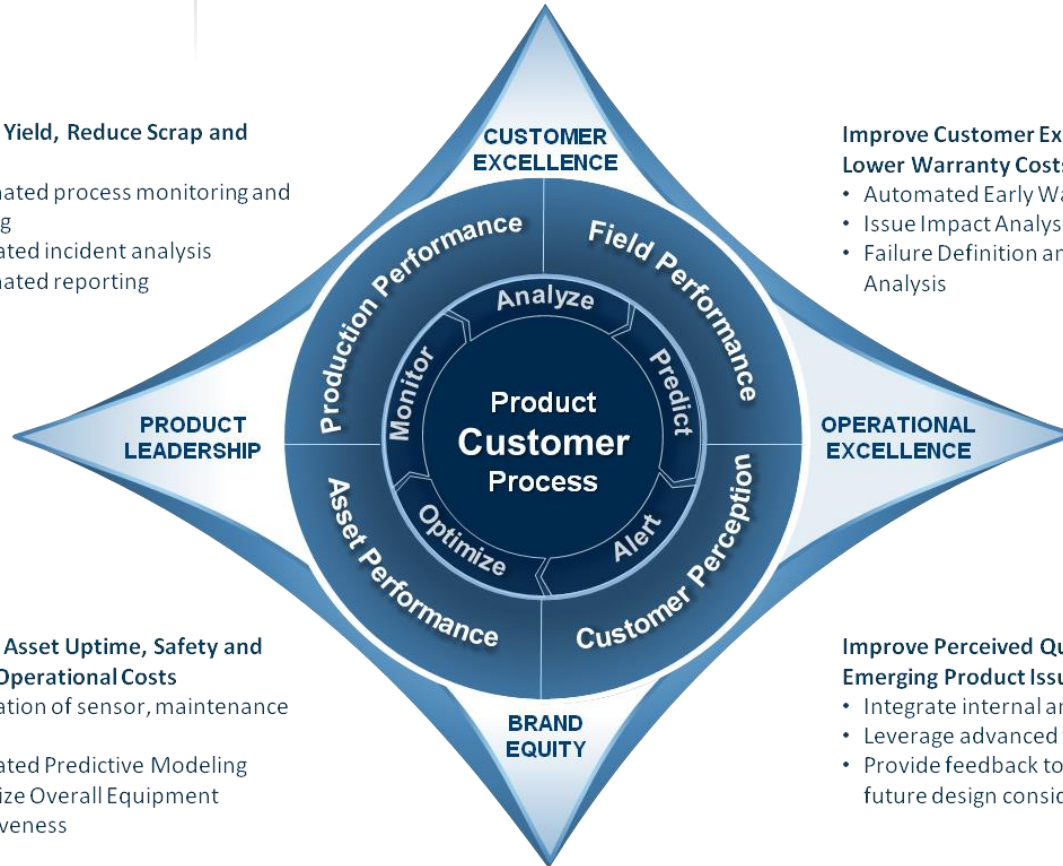 Yield, Reduce Scrap and
nated process monitoring and
g
ated incident analysis
nated reporting
CUSTOMER
EXCELLENCE
Improve Customer Ex
Lower Warranty Costs
• Automated Early Wa
• Issue Impact Analys
• Failure Definition an
Analysis
Production Performance
Field Performance
Analyze
Monitor
Predict
PRODUCT
LEADERSHIP
Product
Customer
Process
OPERATIONAL
EXCELLENCE
Optimize
Alert
Asset Performance
Customer Perception
Asset Uptime, Safety and
Operational Costs
ation of sensor, maintenance
ated Predictive Modeling
ize Overall Equipment
iveness
BRAND
EQUITY
Improve Perceived Qu
Emerging Product Issu
• Integrate internal an
• Leverage advanced
• Provide feedback to
future design consid